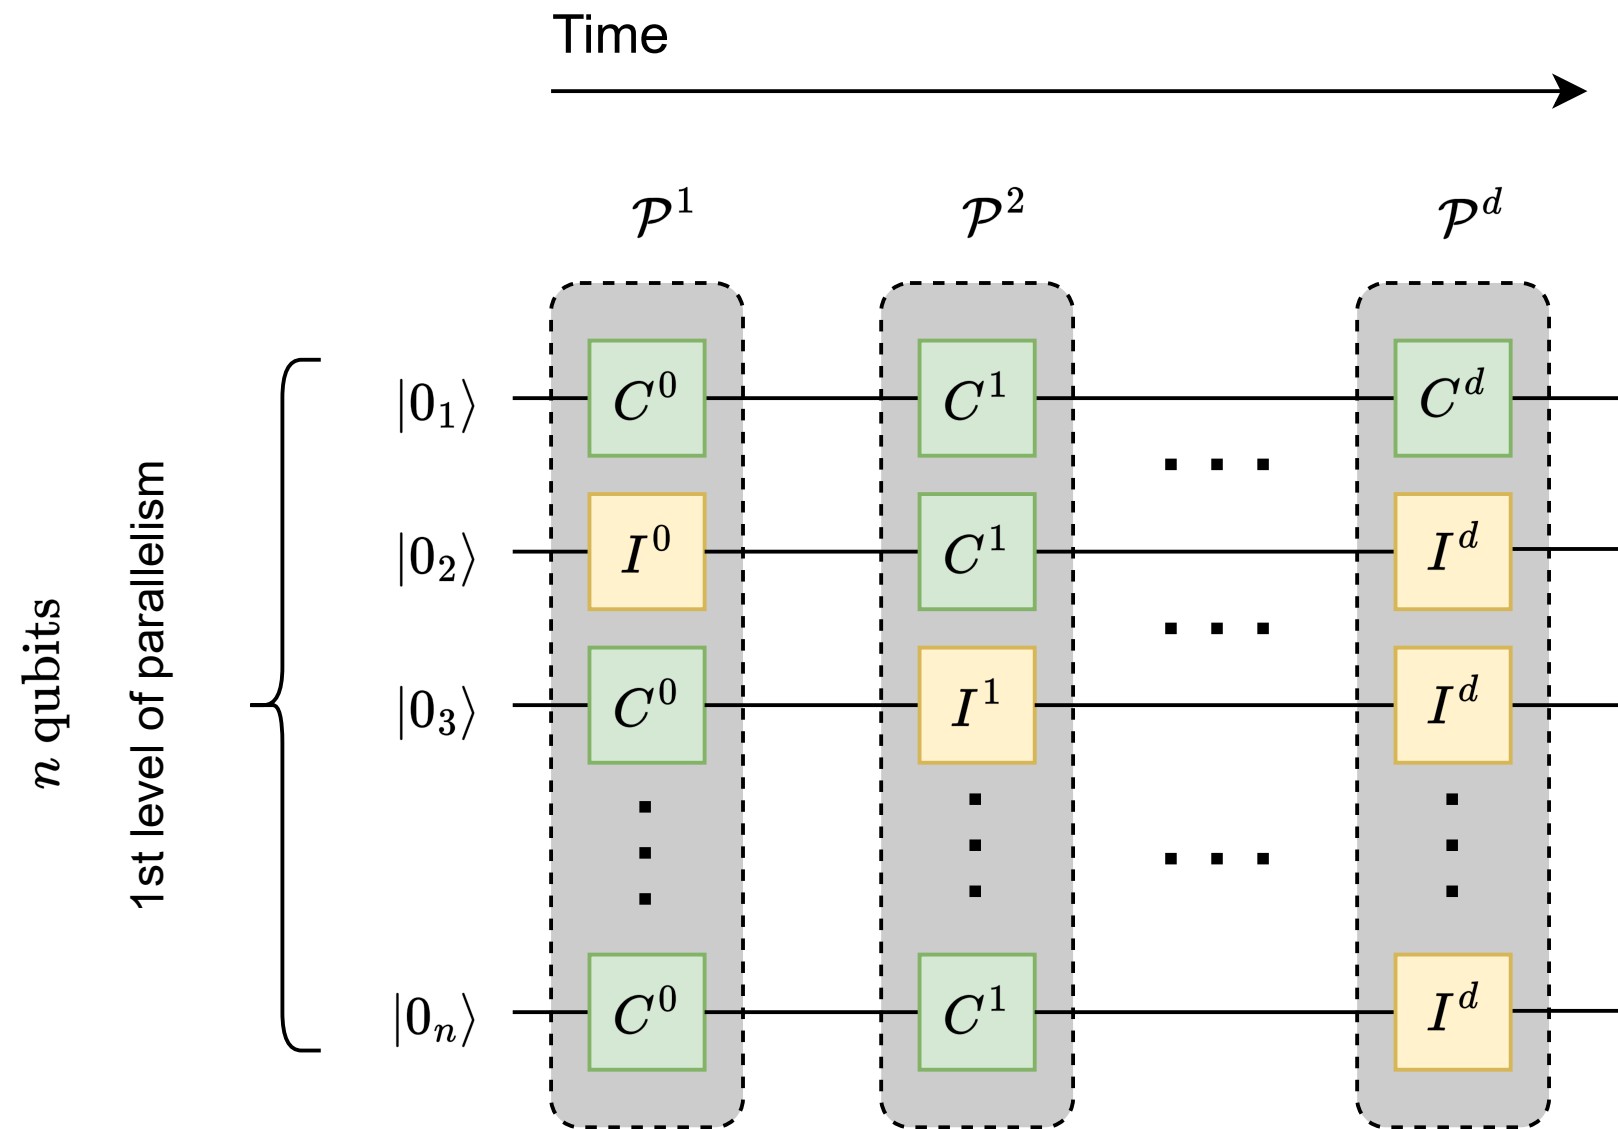 Time
𝒫¹ 𝒫² 𝒫ᵈ
|0₁⟩ C⁰ C¹ . . . Cᵈ
|0₂⟩ I⁰ C¹ . . . Iᵈ
|0₃⟩ C⁰ I¹ Iᵈ
. . .
|0ₙ⟩ C⁰ C¹ Iᵈ
n qubits
1st level of parallelism